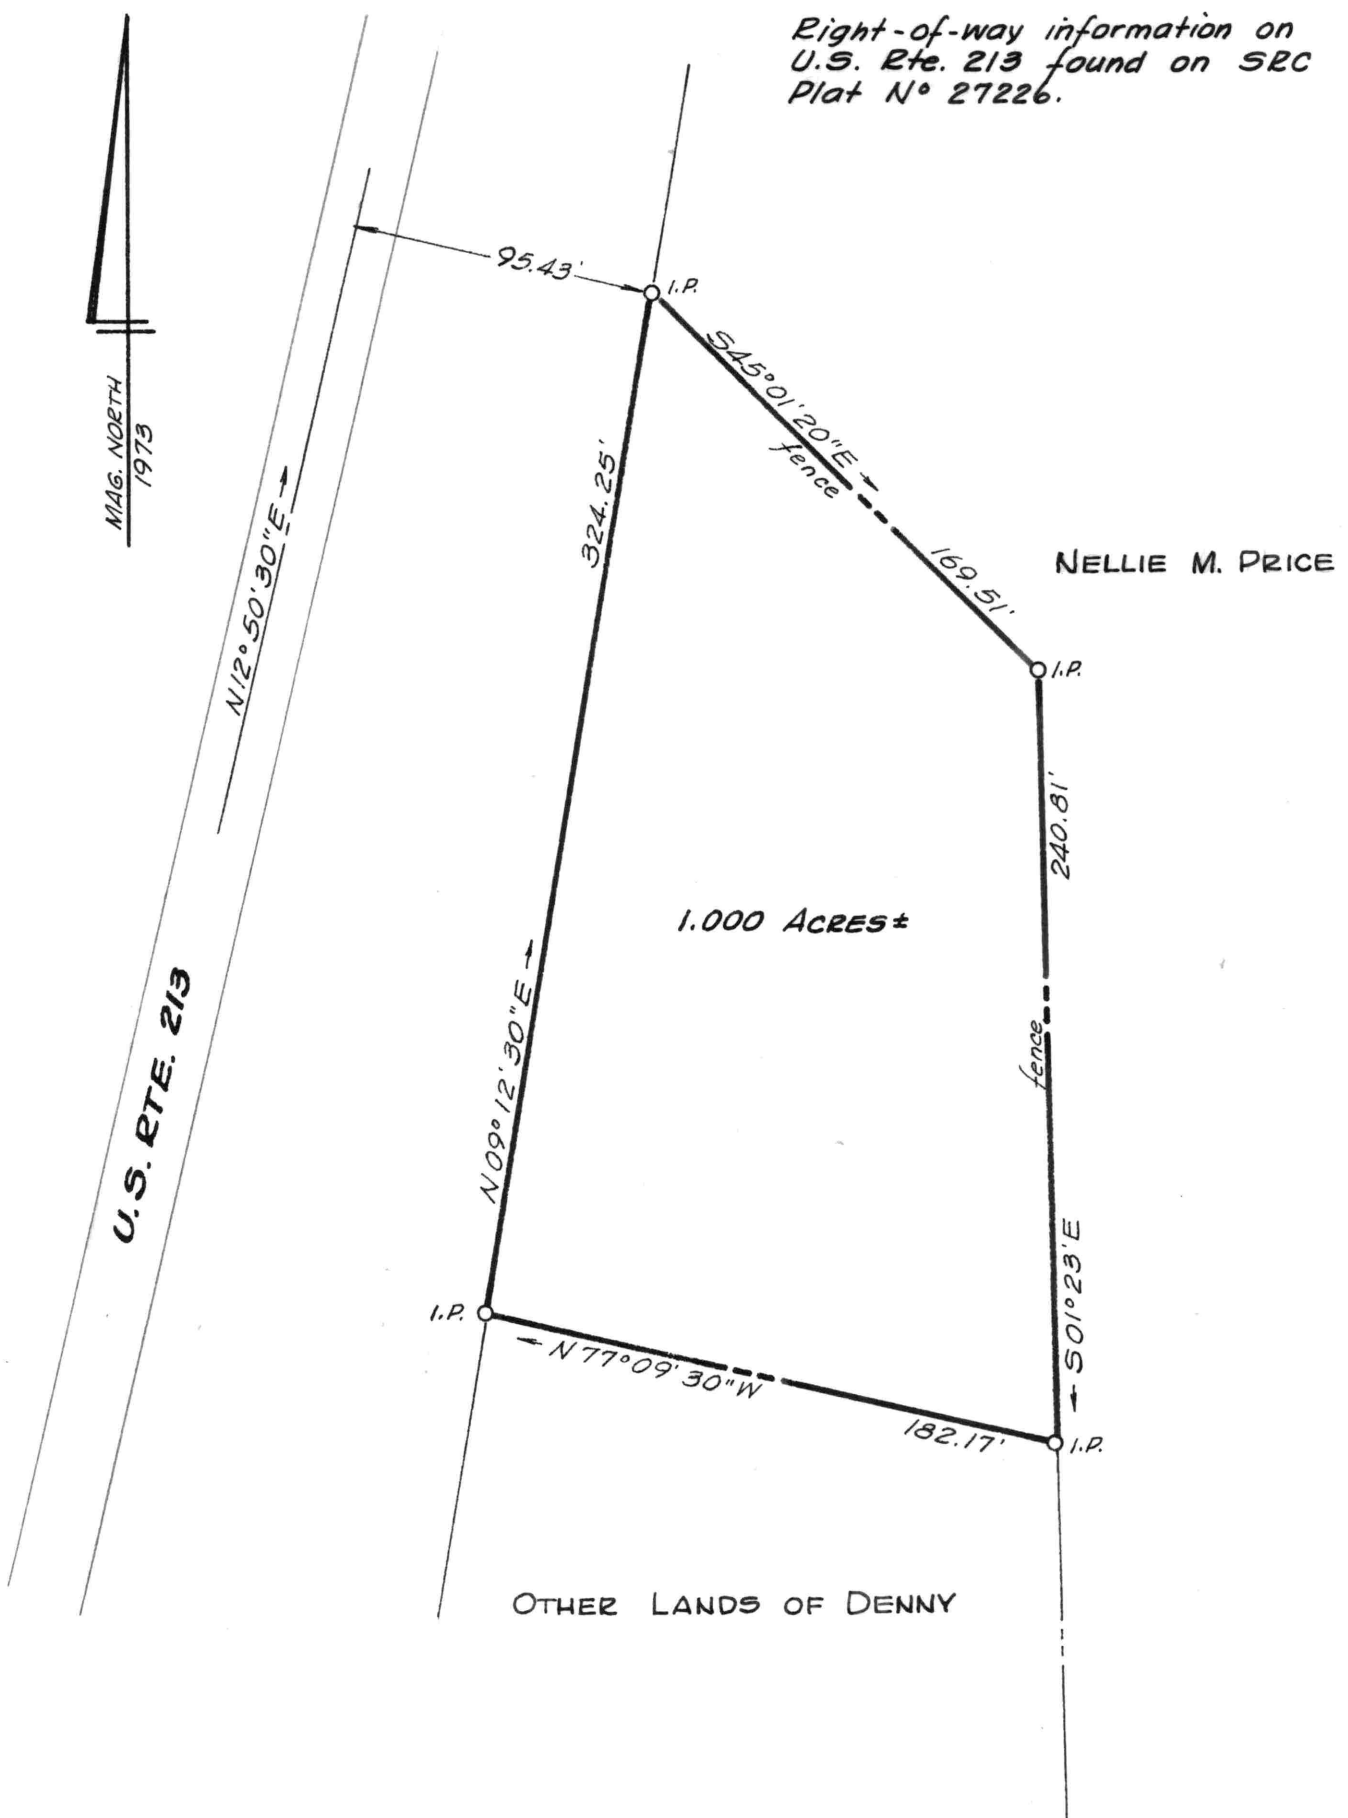 Right-of-way information on
U.S. Rte. 213 found on SRC
Plat Nº 27226.
95.43'
I.P.
S45°01'20"E
fence
169.51'
MAG. NORTH
1973
324.25'
N12°50'30"E
NELLIE M. PRICE
I.P.
240.81'
1.000 ACRES±
U.S. RTE. 213
N09°12'30"E
fence
S01°23'E
I.P.
N77°09'30"W
182.17'
I.P.
OTHER LANDS OF DENNY